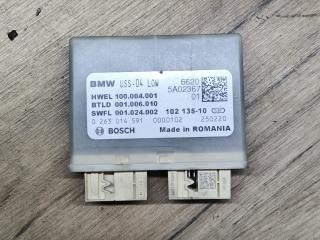 BMW USS-04 LOW 6620
5A02367
HWEL 100.004.001 01
BTLD 001.006.010
SWFL 001.024.002 102 135-10
0 263 014 591 0000102 250220
BOSCH Made in ROMANIA